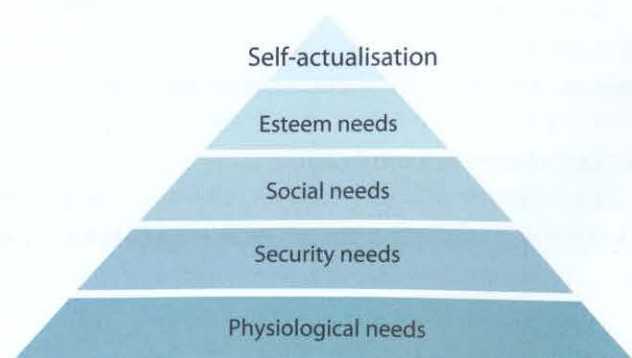 Self-actualisation
Esteem needs
Social needs
Security needs
Physiological needs